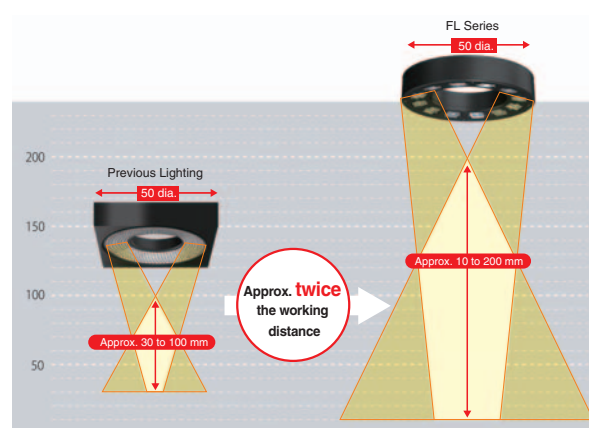 FL Series
50 dia.
200
Previous Lighting
50 dia.
150
Approx. 10 to 200 mm
100
Approx. twice
the working
distance
Approx. 30 to 100 mm
50